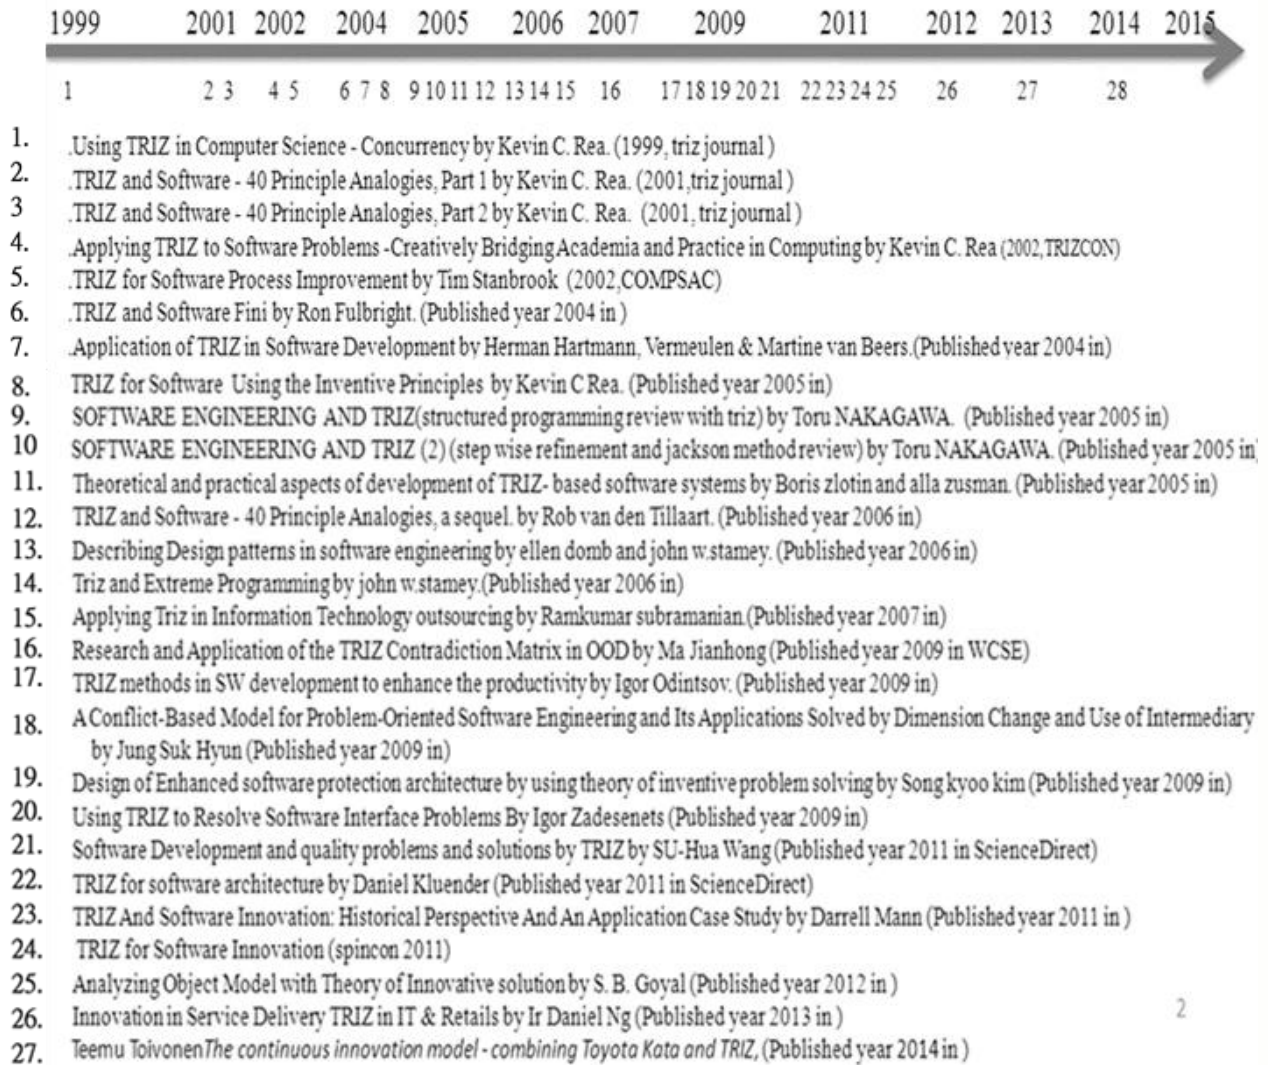 1999 2001 2002 2004 2005 2006 2007 2009 2011 2012 2013 2014 2015
1 2 3 4 5 6 7 8 9 10 11 12 13 14 15 16 17 18 19 20 21 22 23 24 25 26 27 28
1. .Using TRIZ in Computer Science - Concurrency by Kevin C. Rea. (1999, triz journal )
2. .TRIZ and Software - 40 Principle Analogies, Part 1 by Kevin C. Rea. (2001,triz journal )
3 .TRIZ and Software - 40 Principle Analogies, Part 2 by Kevin C. Rea. (2001, triz journal )
4. .Applying TRIZ to Software Problems -Creatively Bridging Academia and Practice in Computing by Kevin C. Rea (2002,TRIZCON)
5. .TRIZ for Software Process Improvement by Tim Stanbrook (2002,COMPSAC)
6. .TRIZ and Software Fini by Ron Fulbright. (Published year 2004 in )
7. .Application of TRIZ in Software Development by Herman Hartmann, Vermeulen & Martine van Beers.(Published year 2004 in)
8. TRIZ for Software Using the Inventive Principles by Kevin C Rea. (Published year 2005 in)
9. SOFTWARE ENGINEERING AND TRIZ(structured programming review with triz) by Toru NAKAGAWA. (Published year 2005 in)
10 SOFTWARE ENGINEERING AND TRIZ (2) (step wise refinement and jackson method review) by Toru NAKAGAWA. (Published year 2005 in)
11. Theoretical and practical aspects of development of TRIZ- based software systems by Boris zlotin and alla zusman. (Published year 2005 in)
12. TRIZ and Software - 40 Principle Analogies, a sequel. by Rob van den Tillaart. (Published year 2006 in)
13. Describing Design patterns in software engineering by ellen domb and john w.stamey. (Published year 2006 in)
14. Triz and Extreme Programming by john w.stamey.(Published year 2006 in)
15. Applying Triz in Information Technology outsourcing by Ramkumar subramanian.(Published year 2007 in)
16. Research and Application of the TRIZ Contradiction Matrix in OOD by Ma Jianhong (Published year 2009 in WCSE)
17. TRIZ methods in SW development to enhance the productivity by Igor Odintsov. (Published year 2009 in)
18. A Conflict-Based Model for Problem-Oriented Software Engineering and Its Applications Solved by Dimension Change and Use of Intermediary
by Jung Suk Hyun (Published year 2009 in)
19. Design of Enhanced software protection architecture by using theory of inventive problem solving by Song kyoo kim (Published year 2009 in)
20. Using TRIZ to Resolve Software Interface Problems By Igor Zadesenets (Published year 2009 in)
21. Software Development and quality problems and solutions by TRIZ by SU-Hua Wang (Published year 2011 in ScienceDirect)
22. TRIZ for software architecture by Daniel Kluender (Published year 2011 in ScienceDirect)
23. TRIZ And Software Innovation: Historical Perspective And An Application Case Study by Darrell Mann (Published year 2011 in )
24. TRIZ for Software Innovation (spincon 2011)
25. Analyzing Object Model with Theory of Innovative solution by S. B. Goyal (Published year 2012 in )
26. Innovation in Service Delivery TRIZ in IT & Retails by Ir Daniel Ng (Published year 2013 in )
27. Teemu Toivonen The continuous innovation model - combining Toyota Kata and TRIZ, (Published year 2014 in )
2